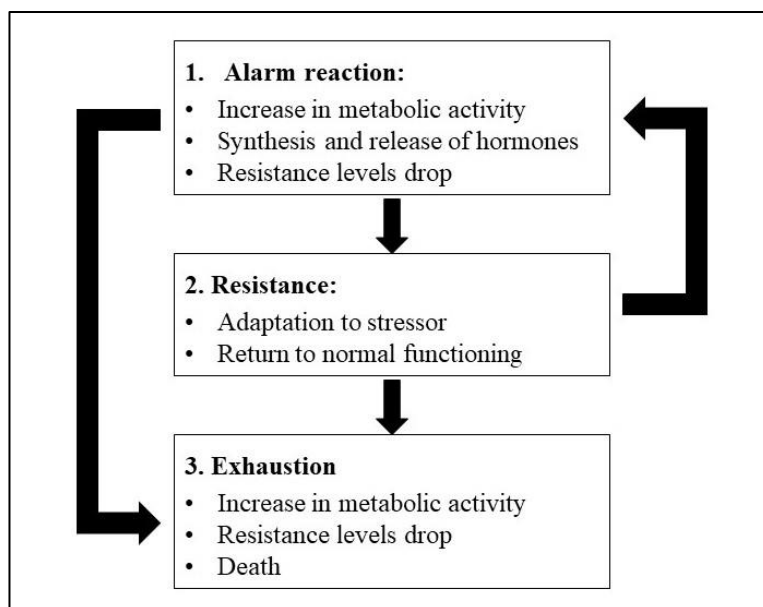 1. Alarm reaction:
• Increase in metabolic activity
• Synthesis and release of hormones
• Resistance levels drop
2. Resistance:
• Adaptation to stressor
• Return to normal functioning
3. Exhaustion
• Increase in metabolic activity
• Resistance levels drop
• Death